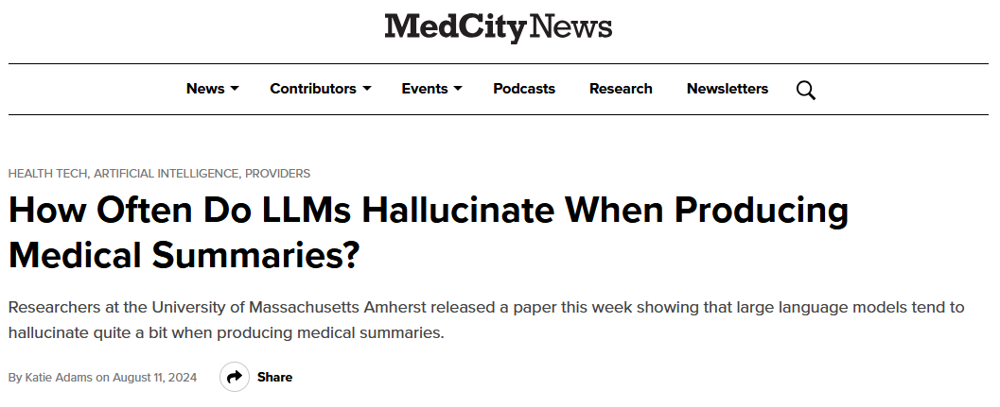 MedCityNews
News Contributors Events Podcasts Research Newsletters
HEALTH TECH, ARTIFICIAL INTELLIGENCE, PROVIDERS
How Often Do LLMs Hallucinate When Producing
Medical Summaries?
Researchers at the University of Massachusetts Amherst released a paper this week showing that large language models tend to
hallucinate quite a bit when producing medical summaries.
By Katie Adams on August 11, 2024 Share